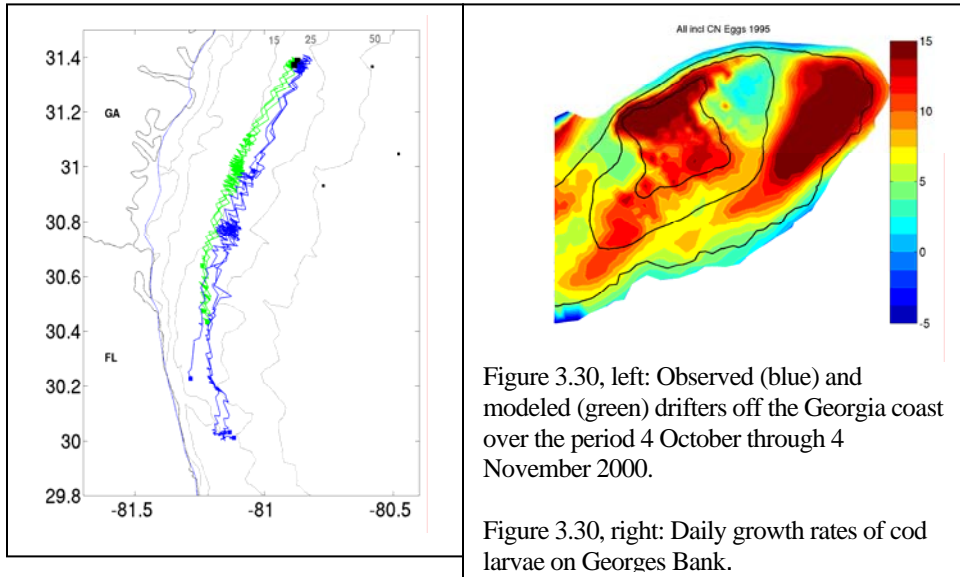 15 25 50
31.4
31.2
GA
31
30.8
30.6
30.4
FL
30.2
30
29.8
-81.5 -81 -80.5
All incl CN Eggs 1995
15
10
5
0
-5
Figure 3.30, left: Observed (blue) and
modeled (green) drifters off the Georgia coast
over the period 4 October through 4
November 2000.
Figure 3.30, right: Daily growth rates of cod
larvae on Georges Bank.